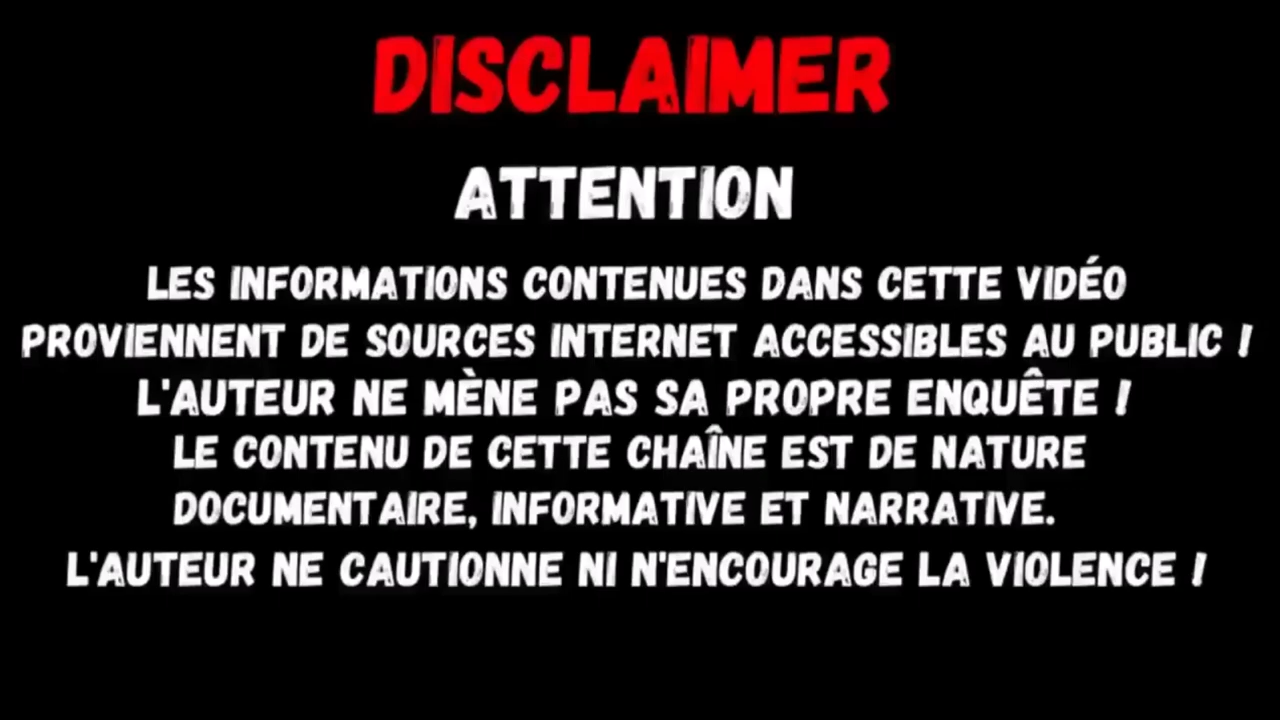 DISCLAIMER
ATTENTION
LES INFORMATIONS CONTENUES DANS CETTE VIDÉO
PROVIENNENT DE SOURCES INTERNET ACCESSIBLES AU PUBLIC !
L'AUTEUR NE MÈNE PAS SA PROPRE ENQUÊTE !
LE CONTENU DE CETTE CHAÎNE EST DE NATURE
DOCUMENTAIRE, INFORMATIVE ET NARRATIVE.
L'AUTEUR NE CAUTIONNE NI N'ENCOURAGE LA VIOLENCE !